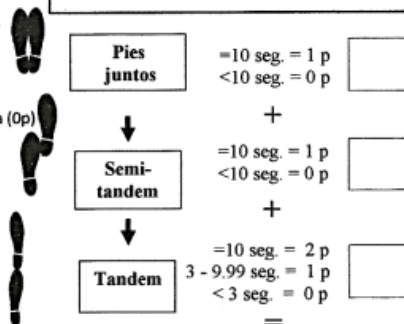 Pies
juntos
=10 seg. = 1 p
<10 seg. = 0 p
(0p)
+
Semi-
tandem
=10 seg. = 1 p
<10 seg. = 0 p
+
Tandem
=10 seg. = 2 p
3 - 9.99 seg. = 1 p
< 3 seg. = 0 p
=